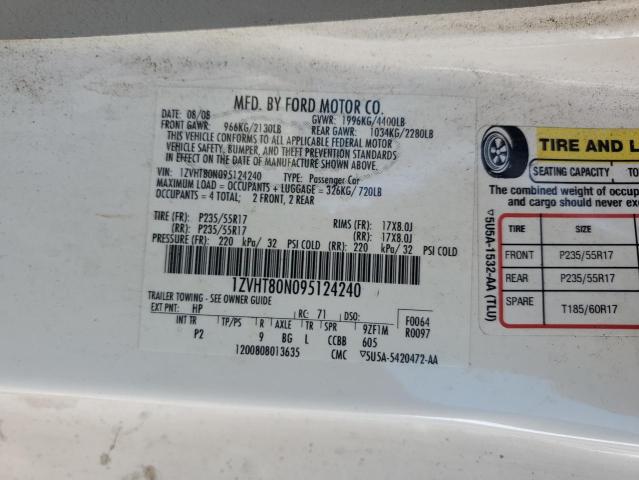 MFD. BY FORD MOTOR CO.
DATE: 08/08 GVWR: 1996KG/4400LB
FRONT GAWR: 966KG/2130LB REAR GAWR: 1034KG/2280LB
THIS VEHICLE CONFORMS TO ALL APPLICABLE FEDERAL MOTOR
VEHICLE SAFETY, BUMPER, AND THEFT PREVENTION STANDARDS
IN EFFECT ON THE DATE OF MANUFACTURE SHOWN ABOVE.
VIN: 1ZVHT80N095124240 TYPE: Passenger Car
MAXIMUM LOAD = OCCUPANTS + LUGGAGE = 326KG/720LB
OCCUPANTS = 4 TOTAL; 2 FRONT, 2 REAR
TIRE (FR): P235/55R17 RIMS (FR): 17X8.0J
(RR): P235/55R17 (RR): 17X8.0J
PRESSURE (FR): 220 kPa/ 32 PSI COLD (RR): 220 kPa/ 32 PSI COLD
1ZVHT80N095124240
TRAILER TOWING - SEE OWNER GUIDE
EXT PNT: HP RC: 71 DSO: F0064
INT TR TP/PS R AXLE TR SPR 9ZF1M R0097
P2 9 BG L CCBB 605
1200808013635 CMC ▽5U5A-5420472-AA
TIRE AND L
SEATING CAPACITY TO
The combined weight of occu
and cargo should never exce
▽5U5A-1532-AA (TLU)
TIRE SIZE
FRONT P235/55R17
REAR P235/55R17
SPARE T185/60R17